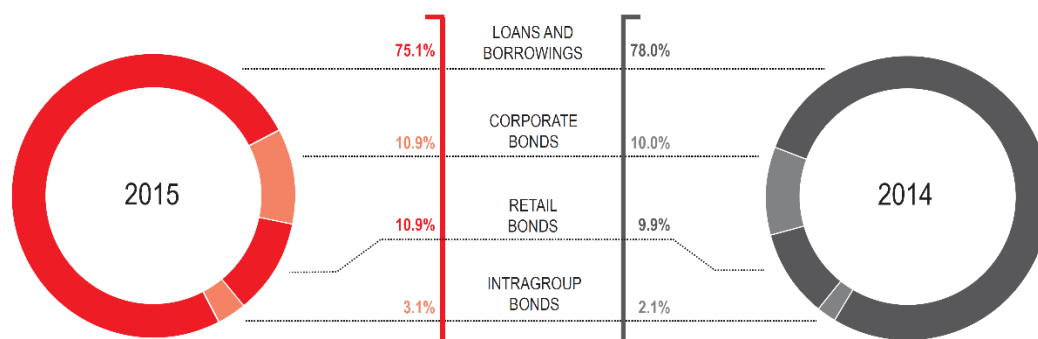 LOANS AND
75.1% BORROWINGS 78.0%
CORPORATE
10.9% BONDS 10.0%
2015 2014
RETAIL
10.9% BONDS 9.9%
INTRAGROUP
3.1% BONDS 2.1%